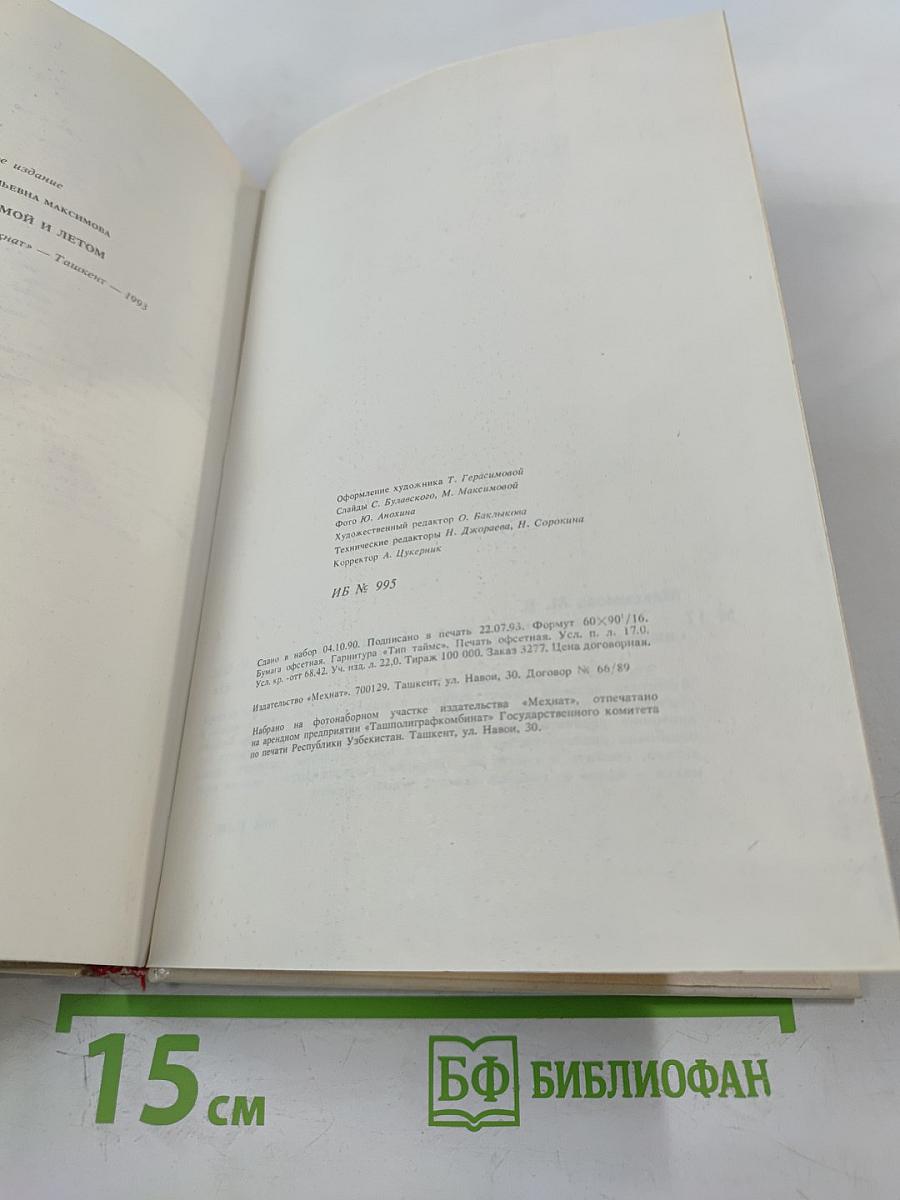 е издание
ЬЕВНА МАКСИМОВА
МОЙ И ЛЕТОМ
нат» — Ташкент — 1993
Оформление художника Т. Герасимовой
Слайды С. Булавского, М. Максимовой
Фото Ю. Анохина
Художественный редактор О. Баклыкова
Технические редакторы Н. Джораева, Н. Сорокина
Корректор А. Цукерник
ИБ № 995
Сдано в набор 04.10.90. Подписано в печать 22.07.93. Формут 60×90¹/16.
Бумага офсетная. Гарнитура «Тип таймс». Печать офсетная. Усл. п. л. 17.0.
Усл. кр. -отт 68.42. Уч. изд. л. 22,0. Тираж 100 000. Заказ 3277. Цена договорная.
Издательство «Меҳнат». 700129. Ташкент, ул. Навои, 30. Договор № 66/89
Набрано на фотонаборном участке издательства «Меҳнат», отпечатано
на арендном предприятии «Ташполиграфкомбинат» Государственного комитета
по печати Республики Узбекистан. Ташкент, ул. Навои, 30.
15 см
БФ БИБЛИОФАН